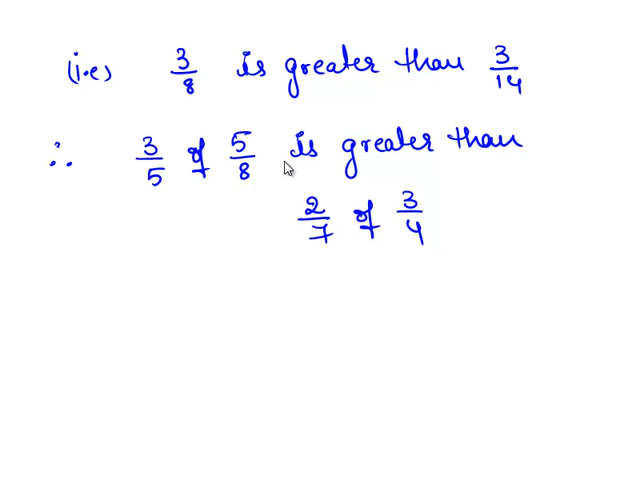 (i.e) 3/8 is greater than 3/14
∴ 3/5 of 5/8 is greater than
2/7 of 3/4